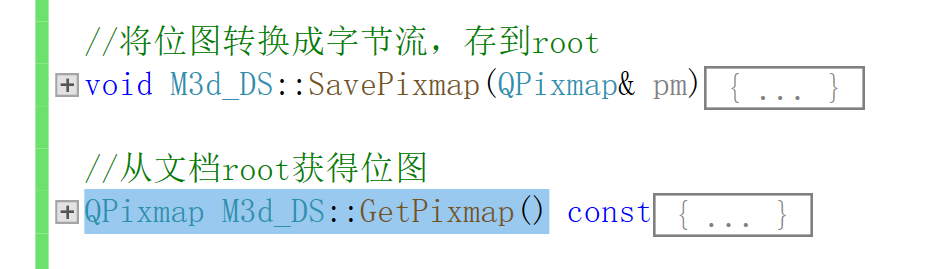 //将位图转换成字节流，存到root
void M3d_DS::SavePixmap(QPixmap& pm){ ... }
//从文档root获得位图
QPixmap M3d_DS::GetPixmap() const{ ... }